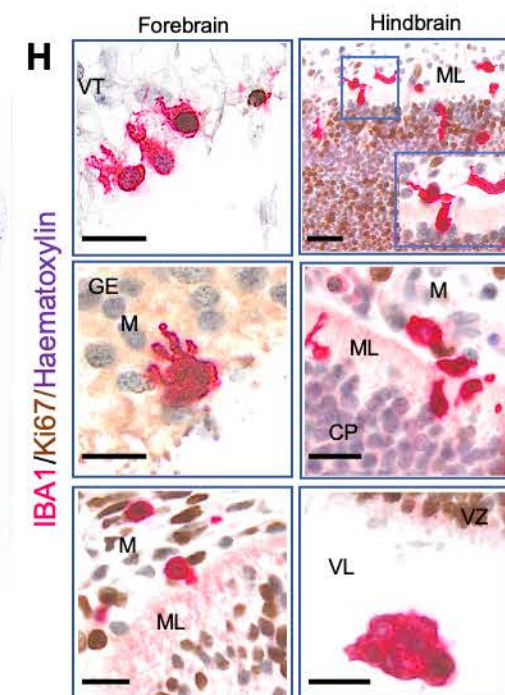 H
Forebrain
Hindbrain
IBA1/Ki67/Haematoxylin
VT
ML
GE
M
M
ML
CP
M
ML
VZ
VL